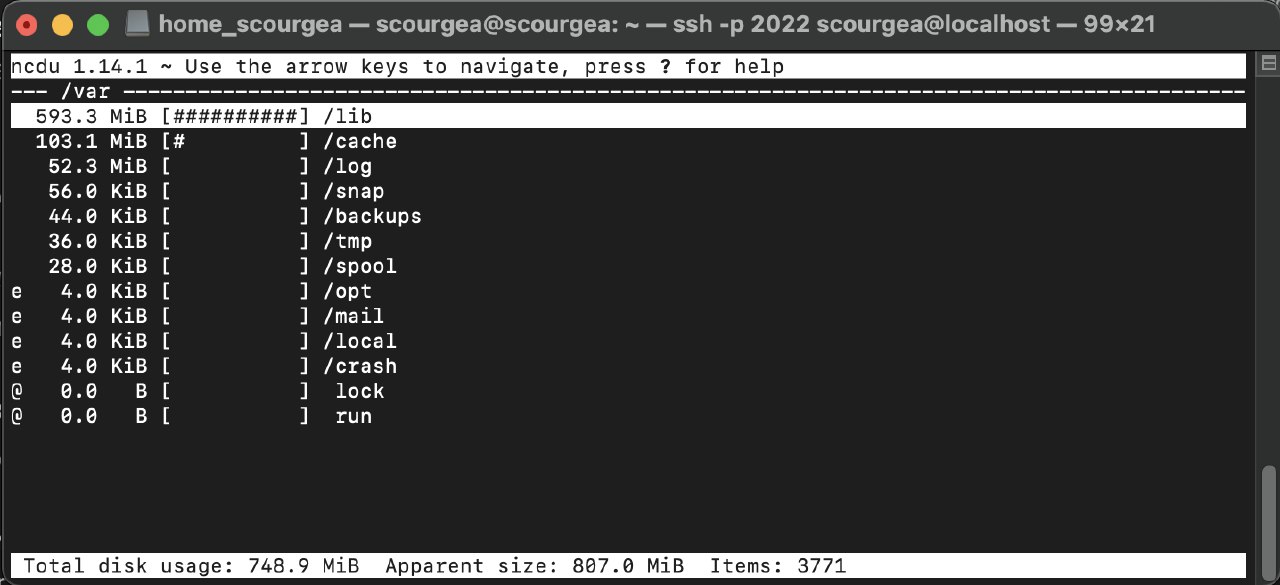 home_scourgea — scourgea@scourgea: ~ — ssh -p 2022 scourgea@localhost — 99×21
ncdu 1.14.1 ~ Use the arrow keys to navigate, press ? for help
--- /var -------------------------------------------------------------------------------------------
  593.3 MiB [##########] /lib
  103.1 MiB [#         ] /cache
   52.3 MiB [          ] /log
   56.0 KiB [          ] /snap
   44.0 KiB [          ] /backups
   36.0 KiB [          ] /tmp
   28.0 KiB [          ] /spool
e   4.0 KiB [          ] /opt
e   4.0 KiB [          ] /mail
e   4.0 KiB [          ] /local
e   4.0 KiB [          ] /crash
@   0.0   B [          ]  lock
@   0.0   B [          ]  run
 Total disk usage: 748.9 MiB  Apparent size: 807.0 MiB  Items: 3771